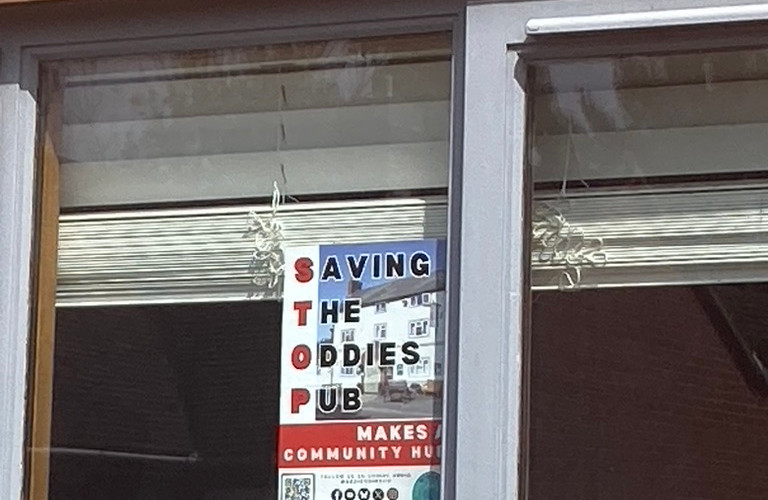 SAVING
THE
ODDIES
PUB
MAKES A
COMMUNITY HU